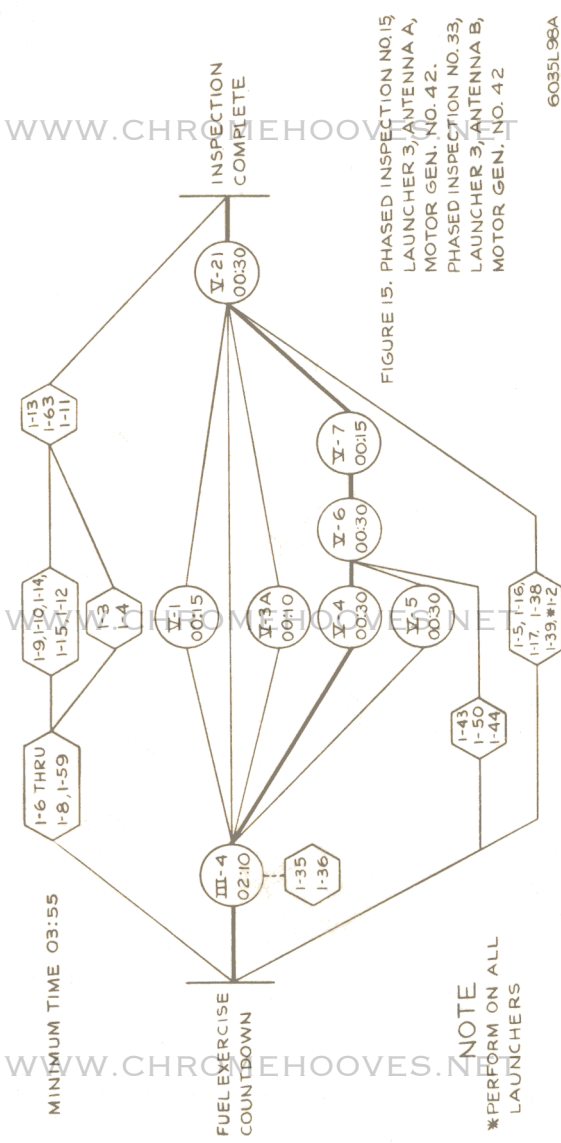 MINIMUM TIME 03:55
FUEL EXERCISE
COUNTDOWN
III-4
02:10
1-35
1-36
1-6 THRU
1-8, 1-59
1-9, 1-10, 1-14,
1-15, 1-12
1-3
1-4
1-13
1-63
1-11
V-1
00:15
V-3A
00:10
V-4
00:30
V-5
00:30
V-6
00:30
V-7
00:15
V-21
00:30
INSPECTION
COMPLETE
1-43
1-50
1-44
1-5, 1-16,
1-17, 1-38
1-39, *1-2
NOTE
*PERFORM ON ALL
LAUNCHERS
FIGURE 15. PHASED INSPECTION NO. 15,
LAUNCHER 3, ANTENNA A,
MOTOR GEN. NO. 42.
PHASED INSPECTION NO. 33,
LAUNCHER 3, ANTENNA B,
MOTOR GEN. NO. 42
6035L98A
WWW.CHROMEHOOVES.NET
WWW.CHROMEHOOVES.NET
WWW.CHROMEHOOVES.NET